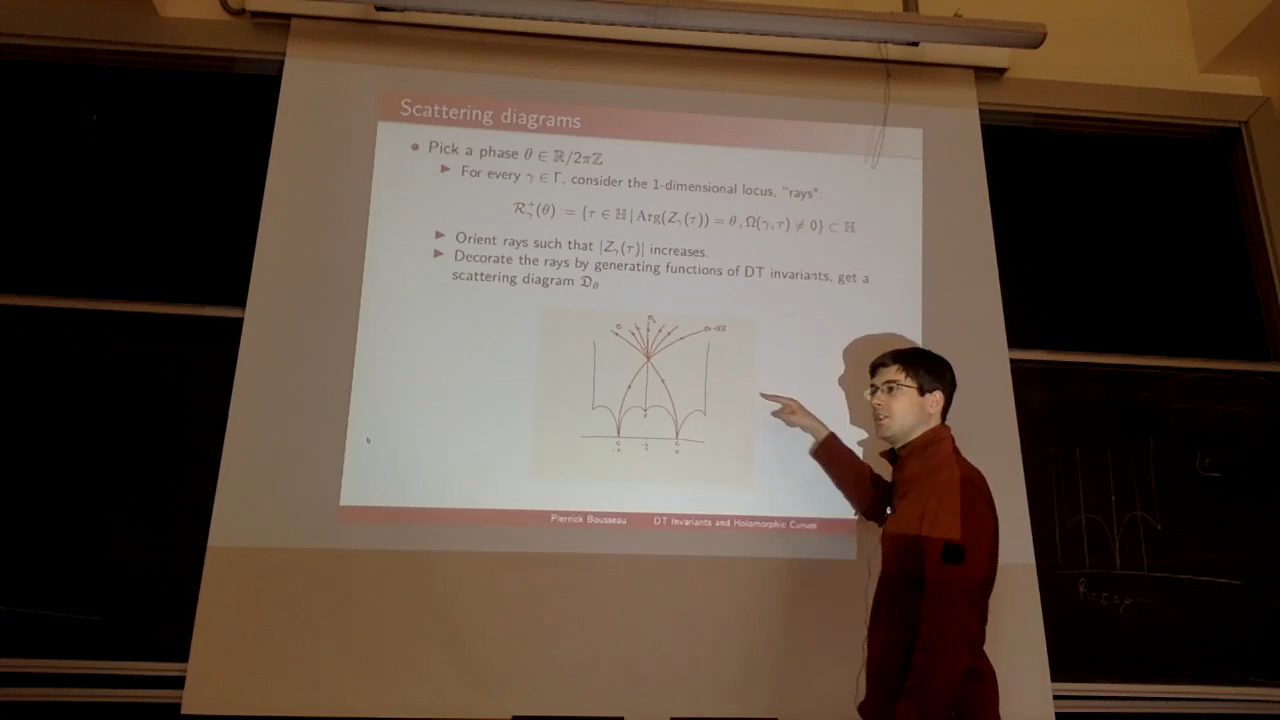 Scattering diagrams
• Pick a phase θ ∈ ℝ/2πℤ
▶ For every γ ∈ Γ, consider the 1-dimensional locus, "rays":
ℛ⁺_γ(θ) = {τ ∈ ℍ | Arg(Z_γ(τ)) = θ, Ω(γ, τ) ≠ 0} ⊂ ℍ
▶ Orient rays such that |Z_γ(τ)| increases.
▶ Decorate the rays by generating functions of DT invariants, get a
scattering diagram 𝔇_θ
Pierrick Bousseau DT Invariants and Holomorphic Curves